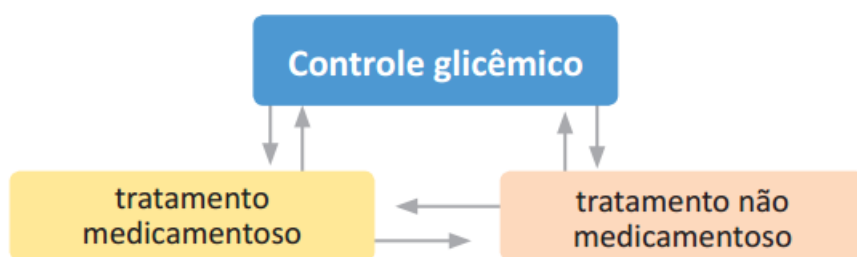 Controle glicêmico
tratamento
medicamentoso
tratamento não
medicamentoso